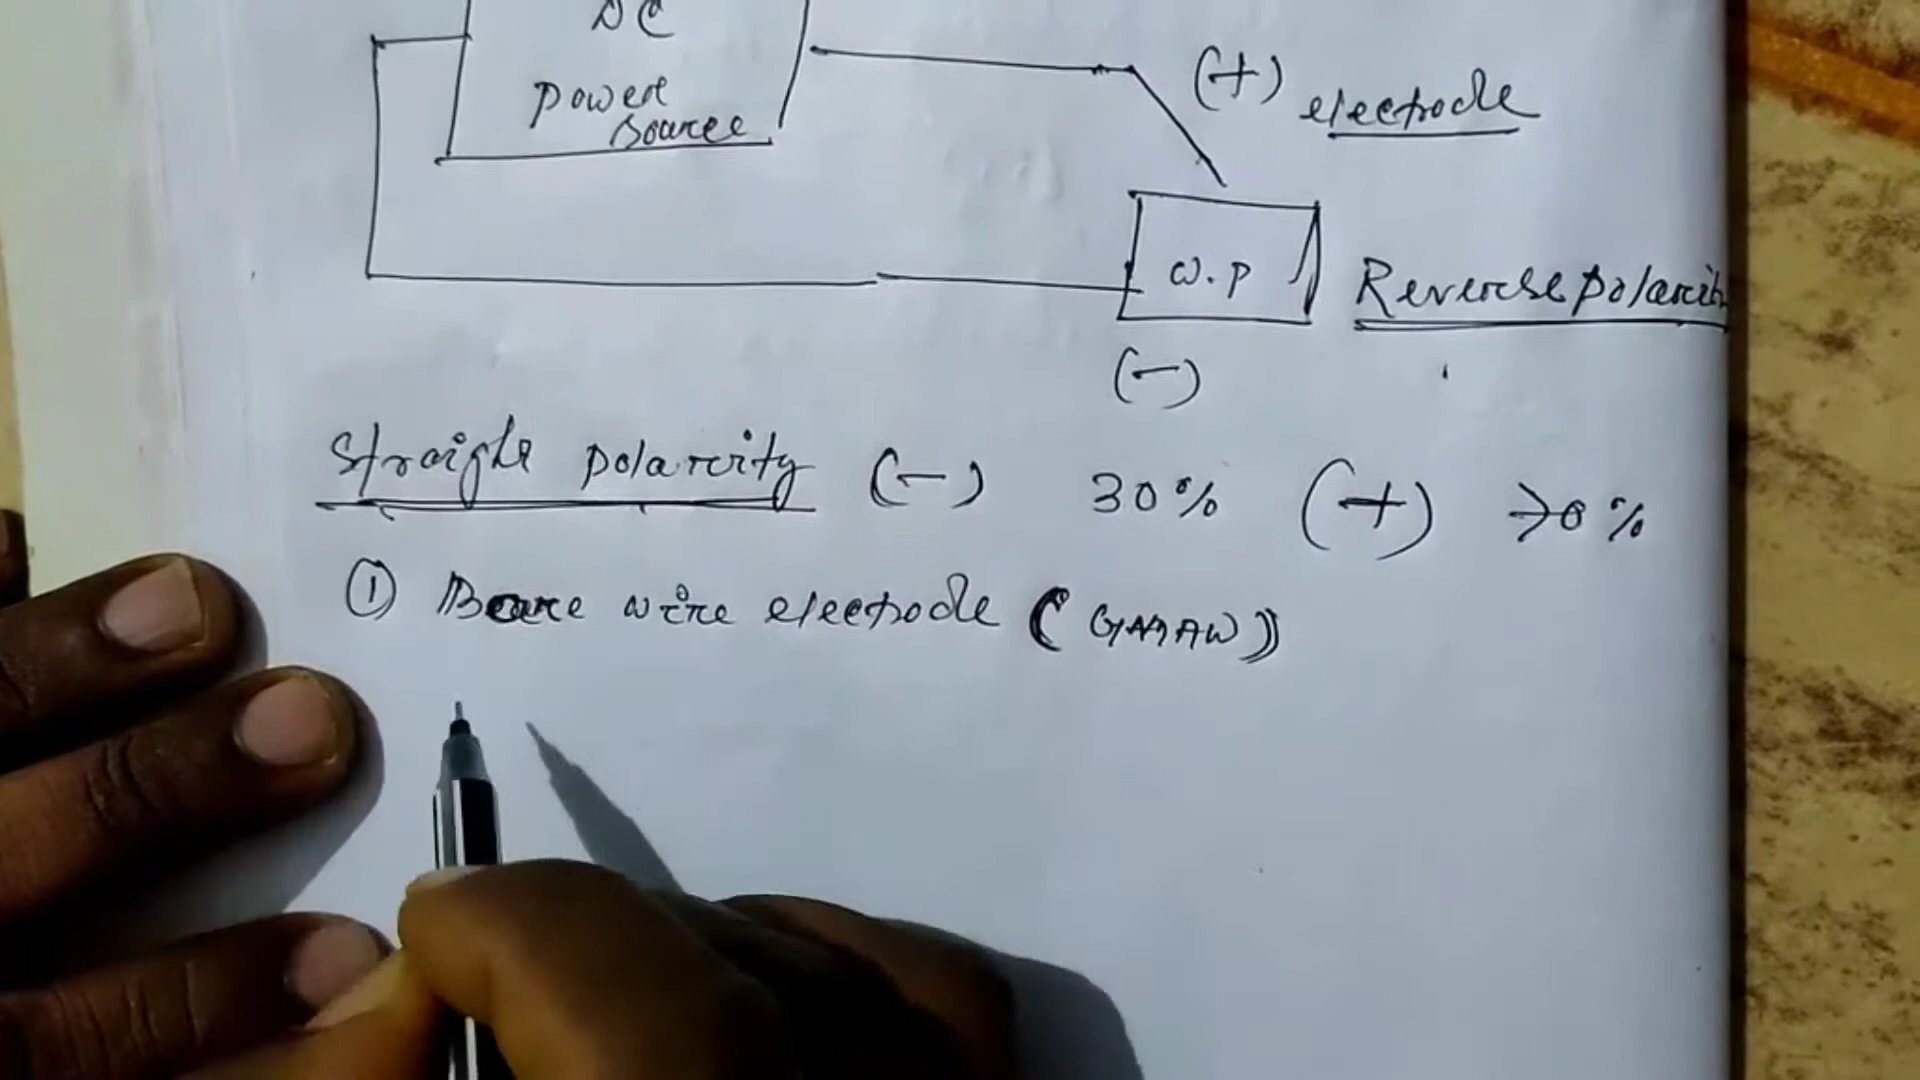 DC
power
source
(+) electrode
w.p
Reverse polarity
(-)
Straight polarity (-) 30% (+) 70%
① Bare wire electrode (GMAW)